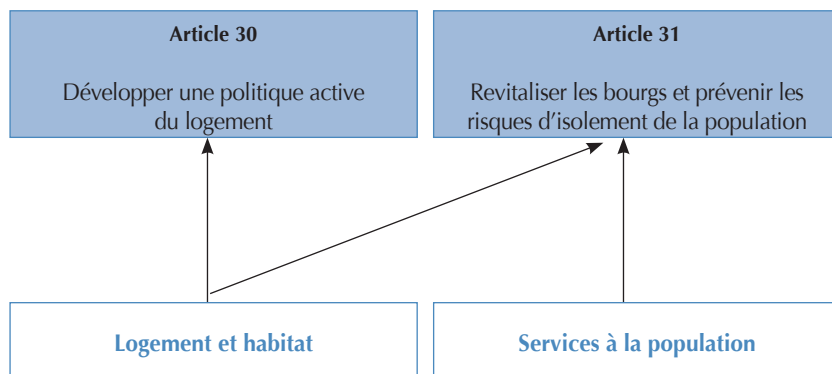 Article 30
Développer une politique active
du logement
Article 31
Revitaliser les bourgs et prévenir les
risques d'isolement de la population
Logement et habitat
Services à la population